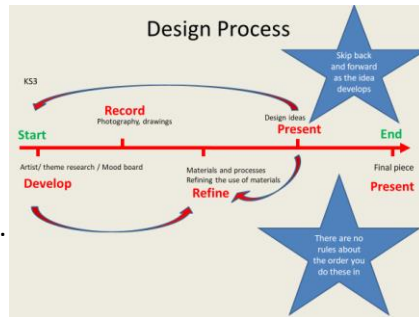 Design Process
Skip back
and forward
as the idea
develops
KS3
Record
Photography, drawings
Design ideas
Present
Start
End
Artist/ theme research / Mood board
Develop
Materials and processes
Refining the use of materials
Refine
Final piece
Present
There are no
rules about
the order you
do these in